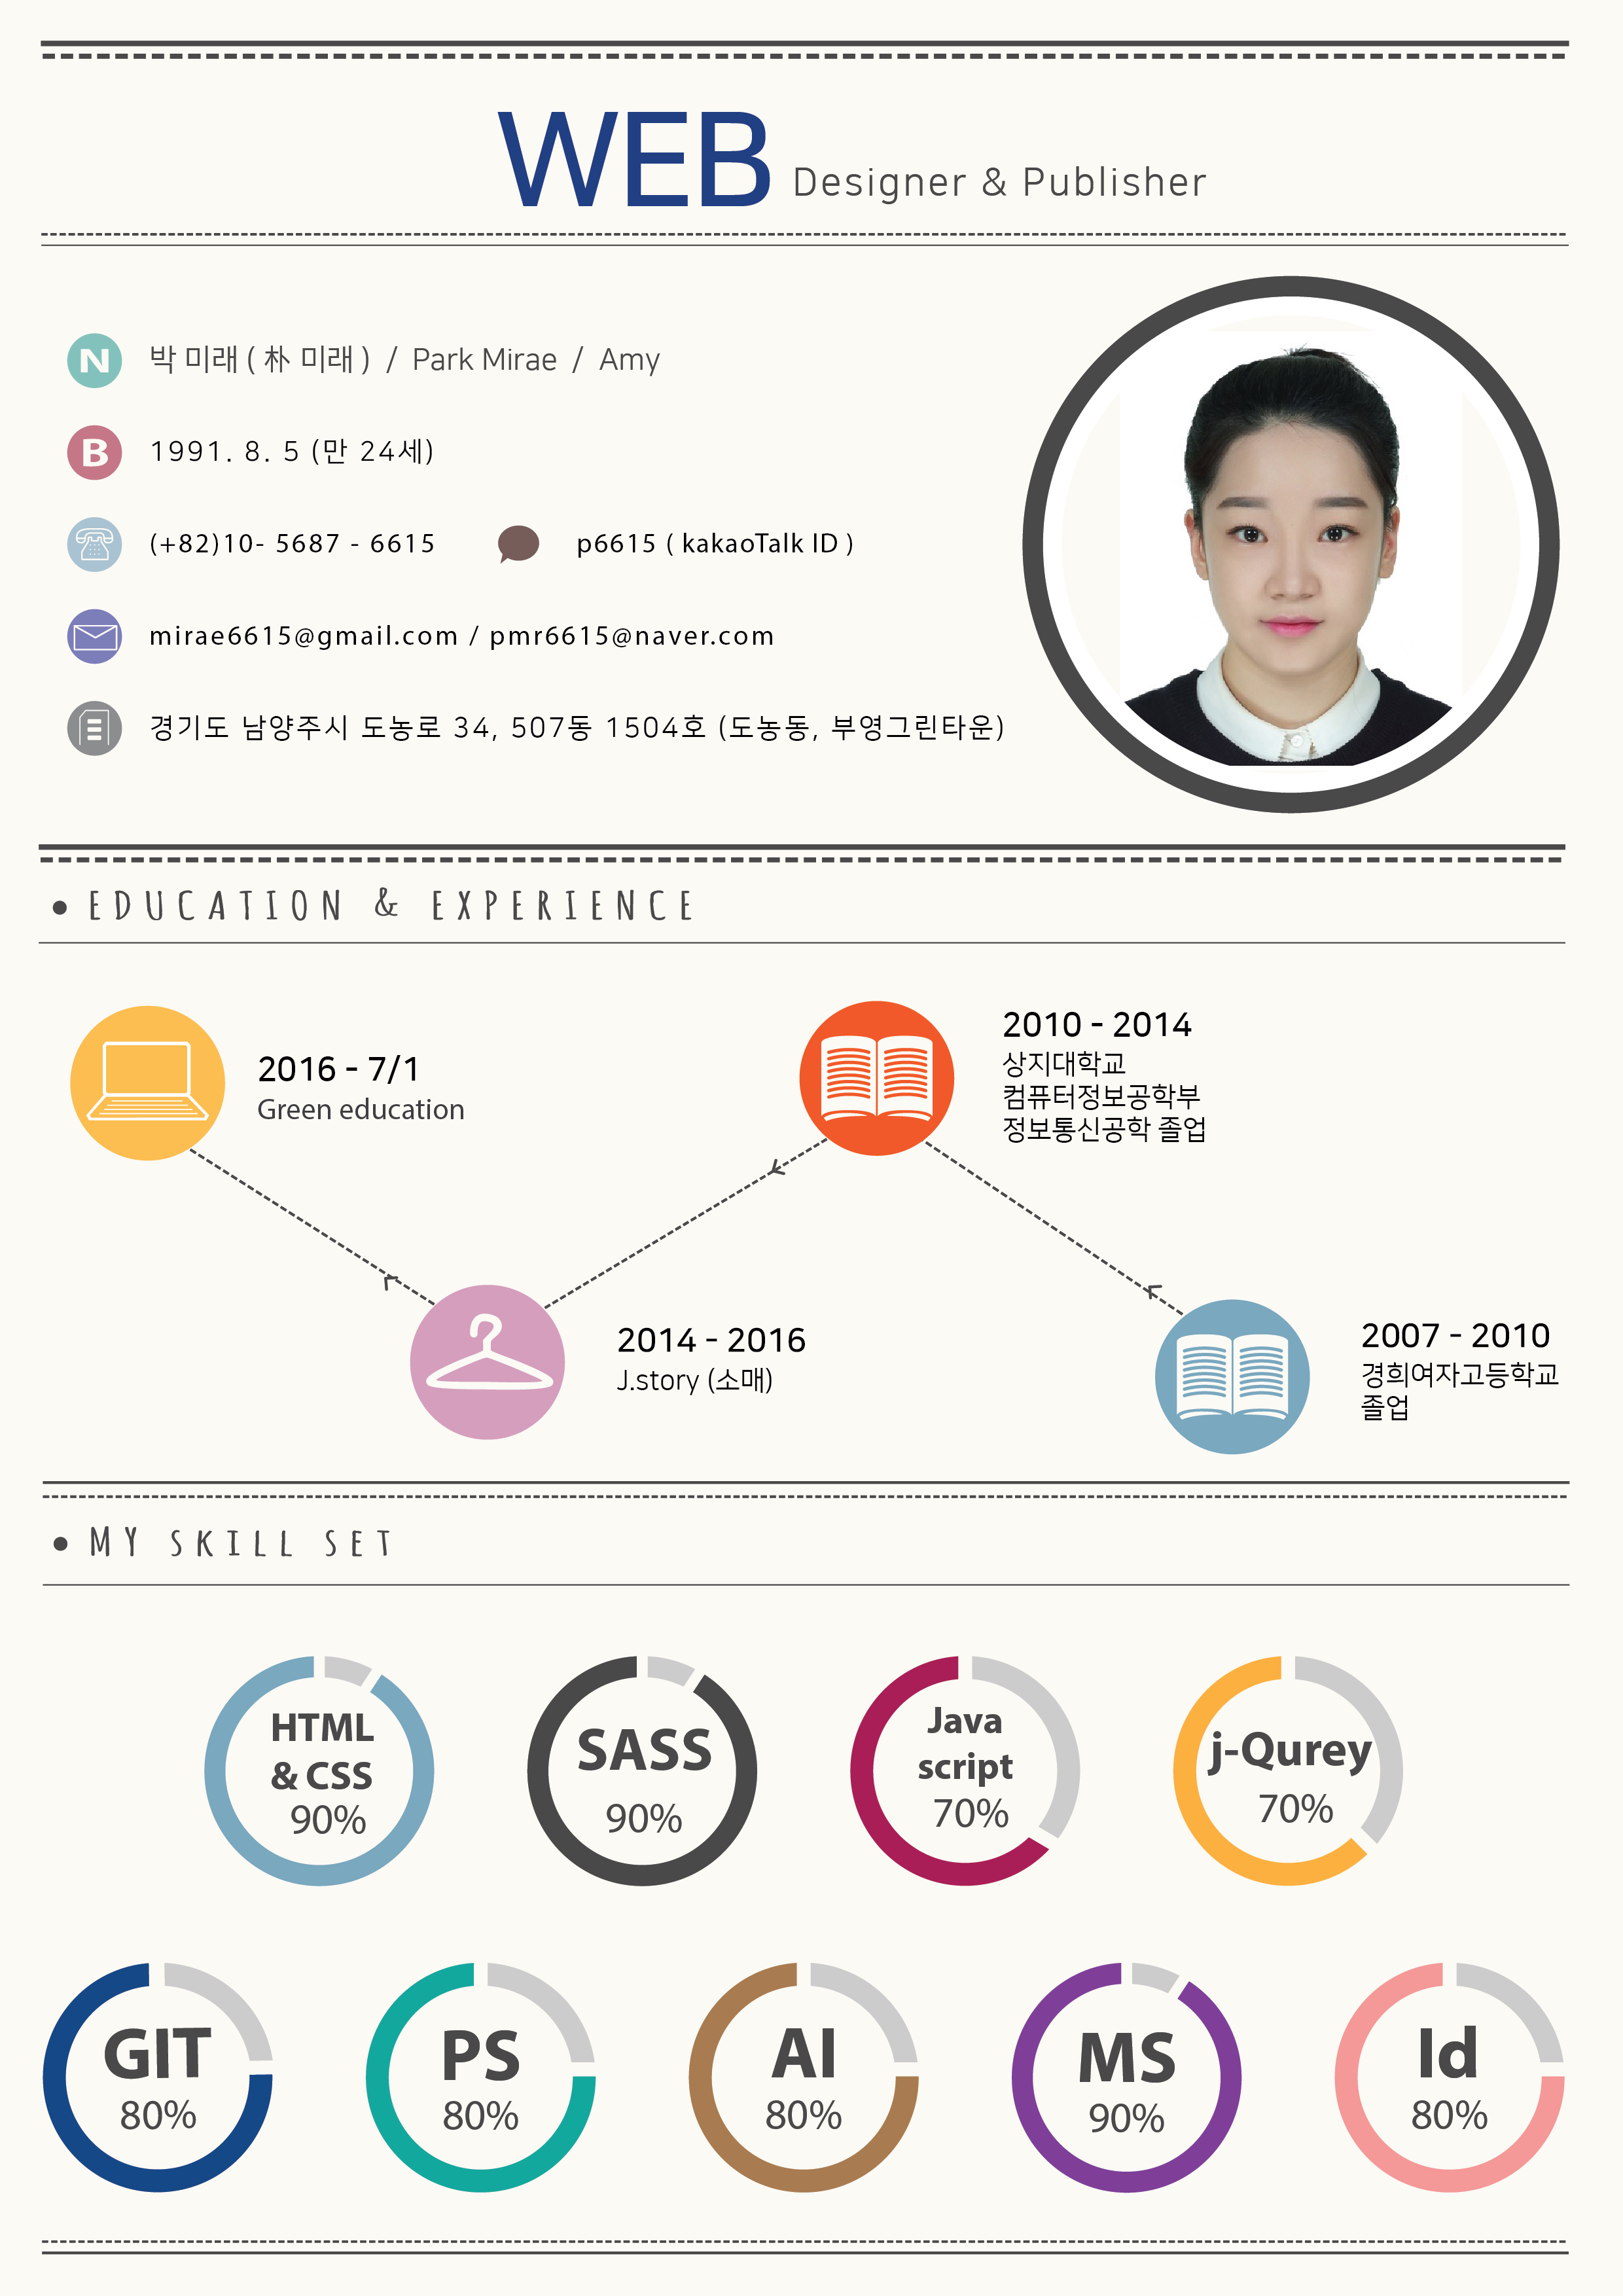 WEB Designer & Publisher
N 박 미래 ( 朴 미래 ) / Park Mirae / Amy
B 1991. 8. 5 (만 24세)
(+82)10- 5687 - 6615 p6615 ( kakaoTalk ID )
mirae6615@gmail.com / pmr6615@naver.com
경기도 남양주시 도농로 34, 507동 1504호 (도농동, 부영그린타운)
• EDUCATION & EXPERIENCE
2016 - 7/1
Green education
2010 - 2014
상지대학교
컴퓨터정보공학부
정보통신공학 졸업
2014 - 2016
J.story (소매)
2007 - 2010
경희여자고등학교
졸업
• MY SKILL SET
HTML
& CSS
90%
SASS
90%
Java
script
70%
j-Qurey
70%
GIT
80%
PS
80%
AI
80%
MS
90%
Id
80%